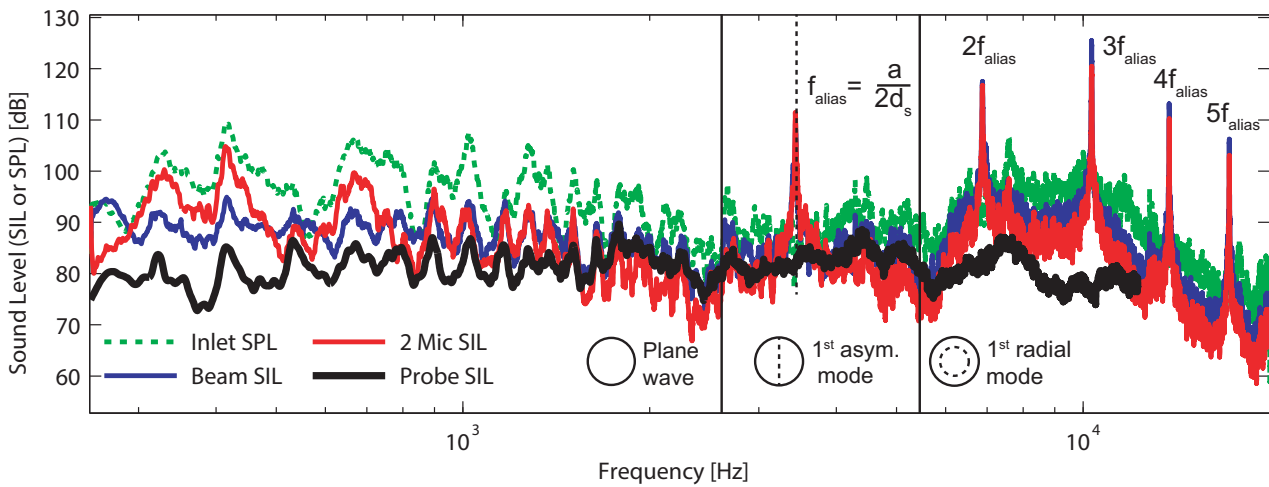 Sound Level (SIL or SPL) [dB]
130
120
110
100
90
80
70
60
2f_alias
3f_alias
4f_alias
5f_alias
f_alias = a / 2d_s
Inlet SPL
2 Mic SIL
Beam SIL
Probe SIL
Plane
wave
1st asym.
mode
1st radial
mode
10^3
10^4
Frequency [Hz]